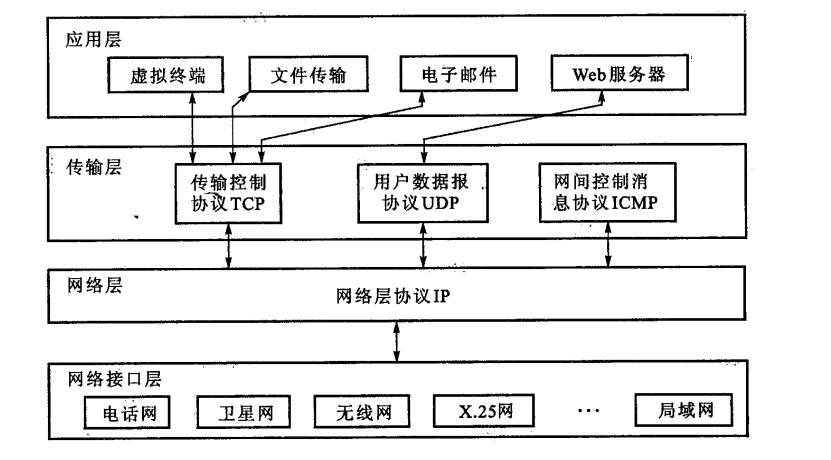 应用层
虚拟终端
文件传输
电子邮件
Web服务器
传输层
传输控制
协议TCP
用户数据报
协议UDP
网间控制消
息协议ICMP
网络层
网络层协议IP
网络接口层
电话网
卫星网
无线网
X.25网
…
局域网